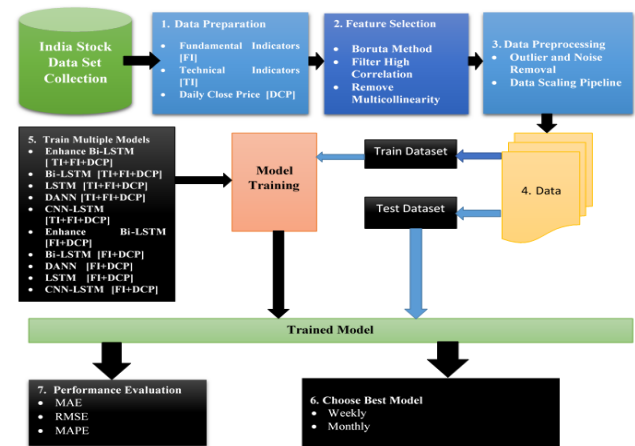 India Stock
Data Set
Collection
1. Data Preparation
• Fundamental Indicators
[FI]
• Technical Indicators
[TI]
• Daily Close Price [DCP]
2. Feature Selection
• Boruta Method
• Filter High
Correlation
• Remove
Multicollinarity
3. Data Preprocessing
• Outlier and Noise
Removal
• Data Scaling Pipeline
5. Train Multiple Models
• Enhance Bi-LSTM
[ TI+FI+DCP]
• Bi-LSTM [TI+FI+DCP]
• LSTM [TI+FI+DCP]
• DANN [TI+FI+DCP]
• CNN-LSTM
[TI+FI+DCP]
• Enhance Bi-LSTM
[FI+DCP]
• Bi-LSTM [FI+DCP]
• DANN [FI+DCP]
• LSTM [FI+DCP]
• CNN-LSTM [FI+DCP]
Model
Training
Train Dataset
Test Dataset
4. Data
Trained Model
7. Performance Evaluation
• MAE
• RMSE
• MAPE
6. Choose Best Model
• Weekly
• Monthly